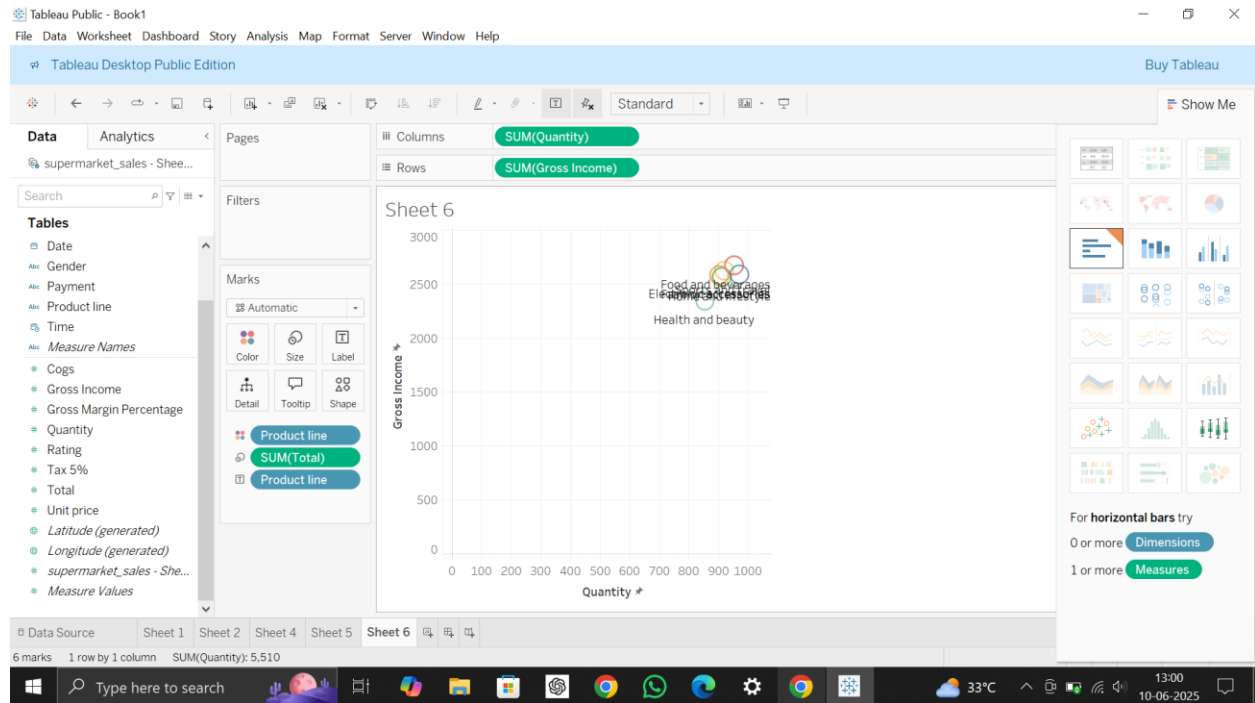 Tableau Public - Book1
File Data Worksheet Dashboard Story Analysis Map Format Server Window Help
Tableau Desktop Public Edition
Buy Tableau
Standard
Show Me
Data Analytics
supermarket_sales - Shee...
Search
Tables
Date
Abc Gender
Abc Payment
Abc Product line
Time
Abc Measure Names
# Cogs
# Gross Income
# Gross Margin Percentage
# Quantity
# Rating
# Tax 5%
# Total
# Unit price
Latitude (generated)
Longitude (generated)
# supermarket_sales - She...
# Measure Values
Pages
Filters
Marks
Automatic
Color Size Label
Detail Tooltip Shape
Product line
SUM(Total)
Product line
Columns SUM(Quantity)
Rows SUM(Gross Income)
Sheet 6
3000
2500
2000
1500
1000
500
0
Gross Income
Food and beverages
Health and beauty
0 100 200 300 400 500 600 700 800 900 1000
Quantity
For horizontal bars try
0 or more Dimensions
1 or more Measures
Data Source Sheet 1 Sheet 2 Sheet 4 Sheet 5 Sheet 6
6 marks 1 row by 1 column SUM(Quantity): 5,510
Type here to search
33°C
13:00
10-06-2025